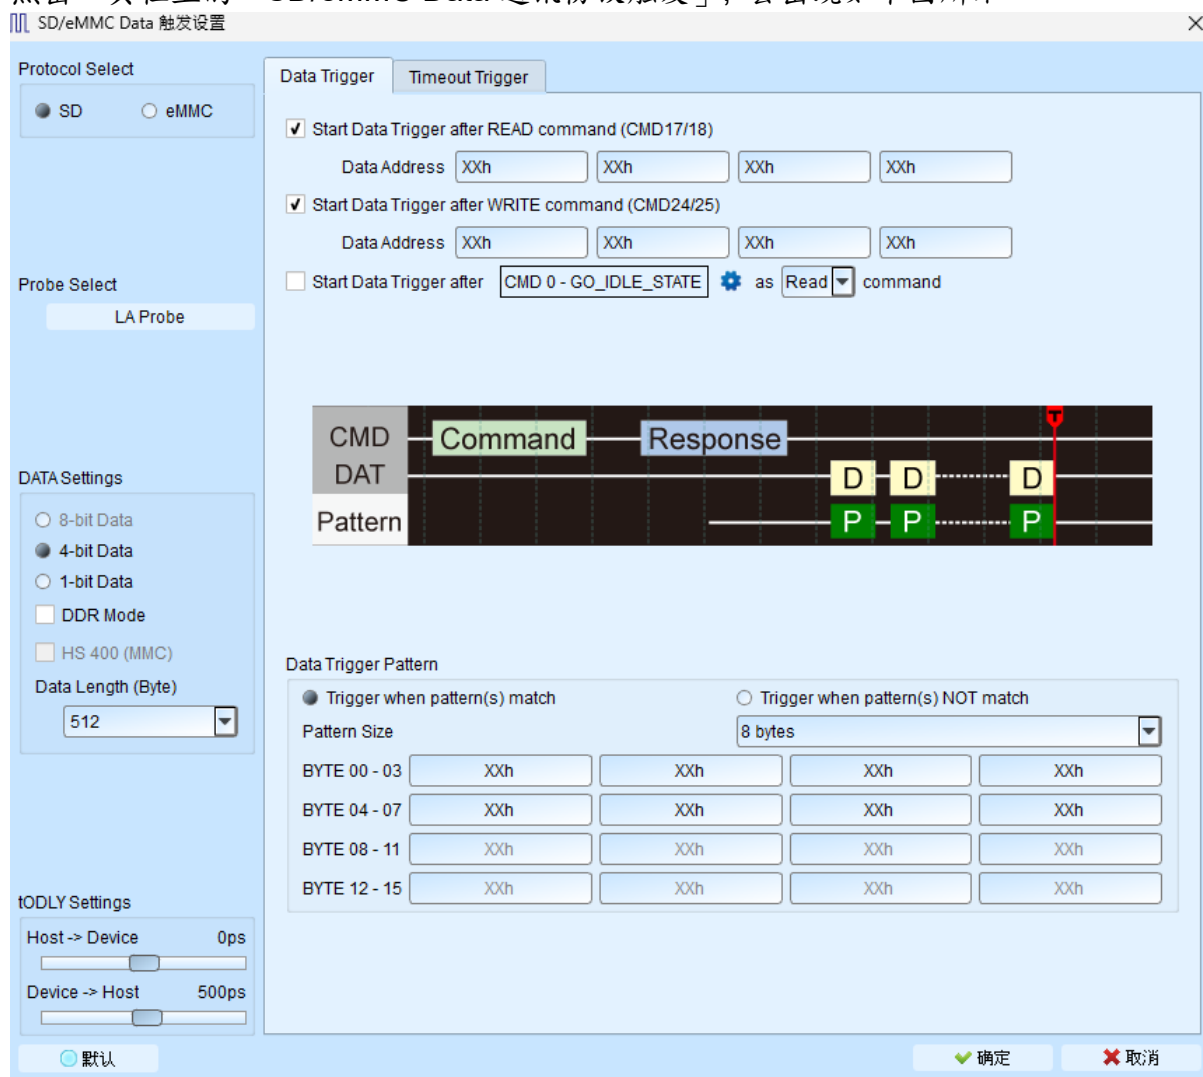 SD/eMMC Data 触发设置
Protocol Select
SD eMMC
Probe Select
LA Probe
DATA Settings
8-bit Data
4-bit Data
1-bit Data
DDR Mode
HS 400 (MMC)
Data Length (Byte)
512
tODLY Settings
Host -> Device 0ps
Device -> Host 500ps
Data Trigger Timeout Trigger
Start Data Trigger after READ command (CMD17/18)
Data Address XXh XXh XXh XXh
Start Data Trigger after WRITE command (CMD24/25)
Data Address XXh XXh XXh XXh
Start Data Trigger after CMD 0 - GO_IDLE_STATE as Read command
T
CMD Command Response
DAT D D D
Pattern P P P
Data Trigger Pattern
Trigger when pattern(s) match Trigger when pattern(s) NOT match
Pattern Size 8 bytes
BYTE 00 - 03 XXh XXh XXh XXh
BYTE 04 - 07 XXh XXh XXh XXh
BYTE 08 - 11 XXh XXh XXh XXh
BYTE 12 - 15 XXh XXh XXh XXh
默认 确定 取消